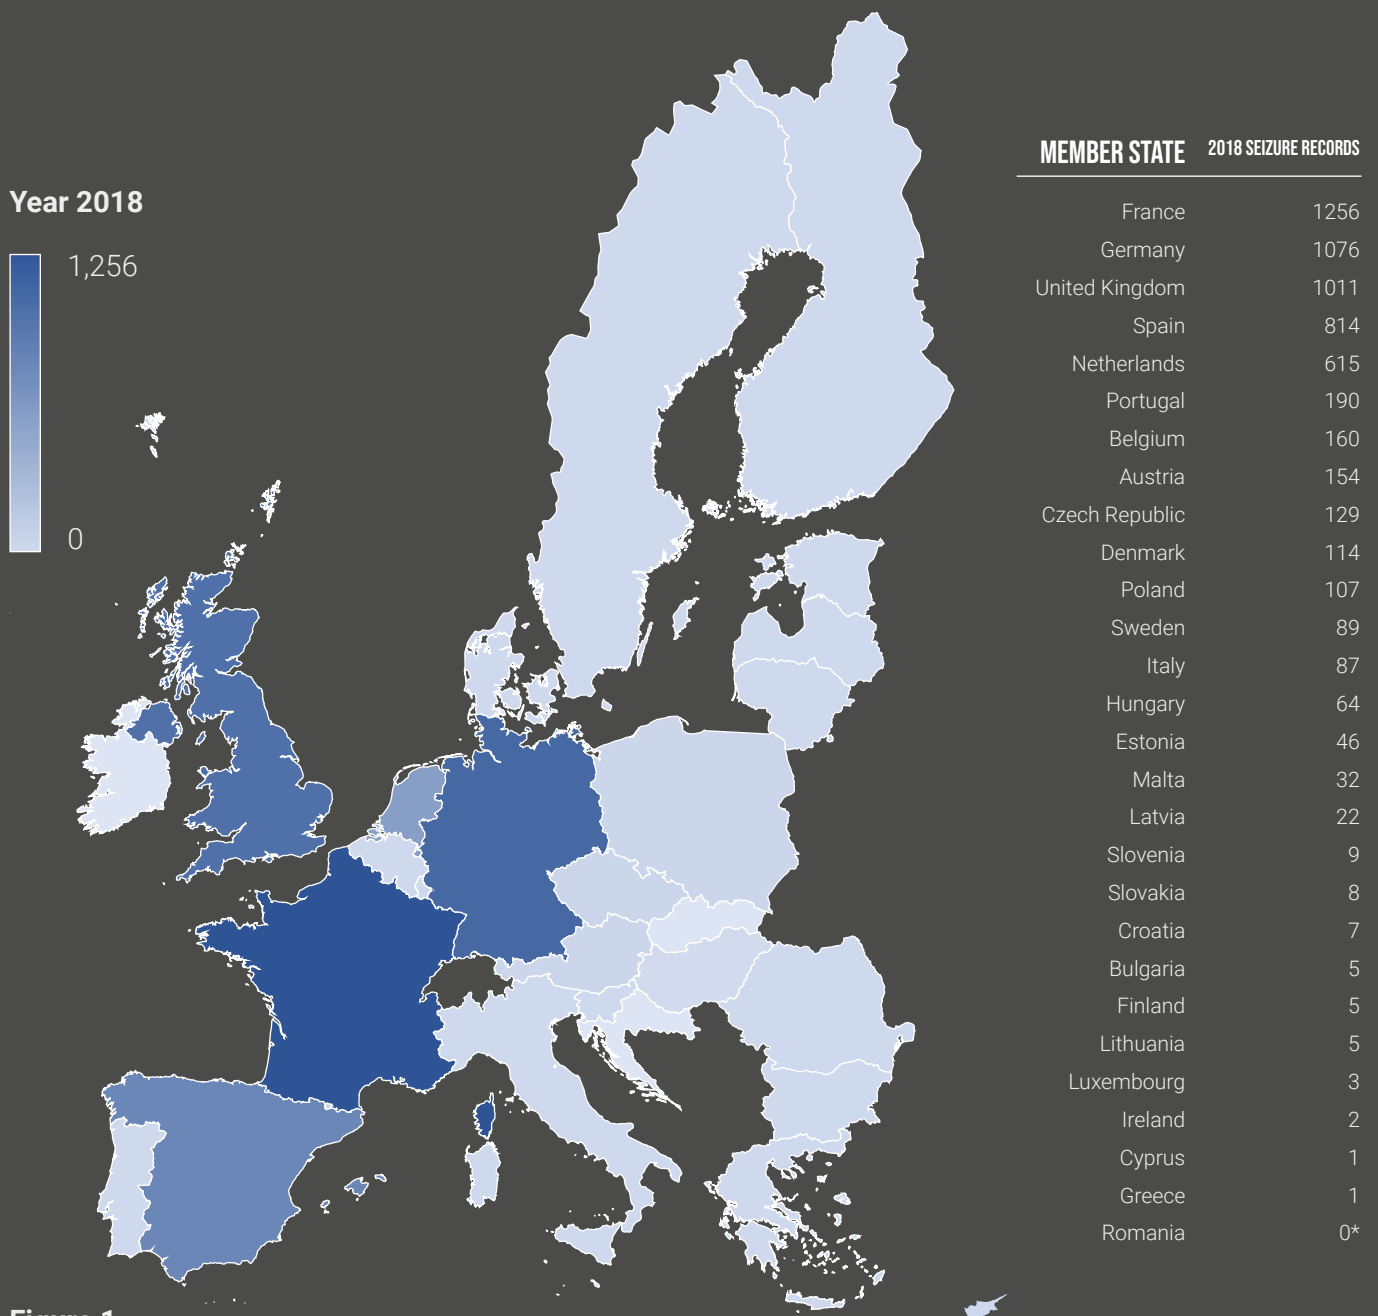 Year 2018
1,256
0
MEMBER STATE 2018 SEIZURE RECORDS
France 1256
Germany 1076
United Kingdom 1011
Spain 814
Netherlands 615
Portugal 190
Belgium 160
Austria 154
Czech Republic 129
Denmark 114
Poland 107
Sweden 89
Italy 87
Hungary 64
Estonia 46
Malta 32
Latvia 22
Slovenia 9
Slovakia 8
Croatia 7
Bulgaria 5
Finland 5
Lithuania 5
Luxembourg 3
Ireland 2
Cyprus 1
Greece 1
Romania 0*
Figure 1